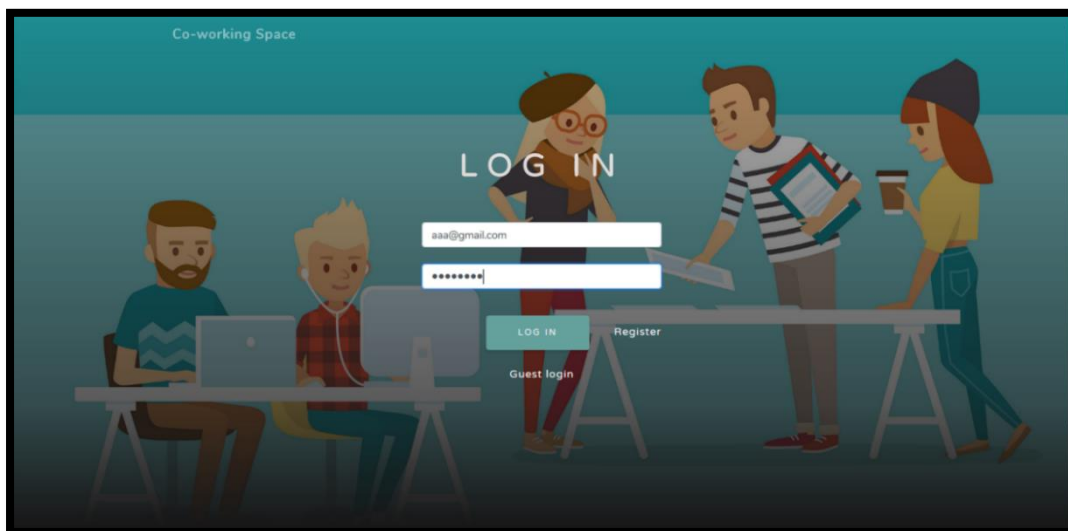 Co-working Space
LOG IN
aaa@gmail.com
••••••••
LOG IN Register
Guest login